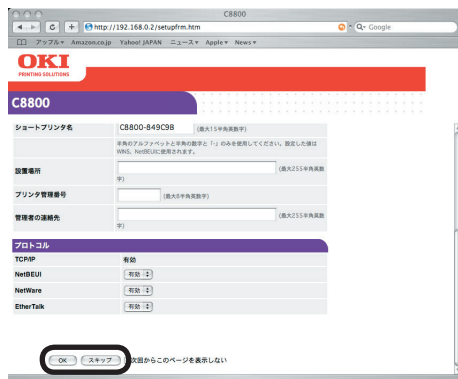 C8800
http://192.168.0.2/setupfrm.htm
Q- Google
アップル▼ Amazon.co.jp Yahoo! JAPAN ニュース▼ Apple▼ News▼
OKI
PRINTING SOLUTIONS
C8800
ショートプリンタ名 C8800-849C9B (最大15半角英数字)
半角のアルファベットと半角の数字と「-」のみを使用してください。設定した値は
WINS、NetBEUIに使用されます。
設置場所 (最大255半角英数
字)
プリンタ管理番号 (最大8半角英数字)
管理者の連絡先 (最大255半角英数
字)
プロトコル
TCP/IP 有効
NetBEUI 有効
NetWare 有効
EtherTalk 有効
OK スキップ 次回からこのページを表示しない